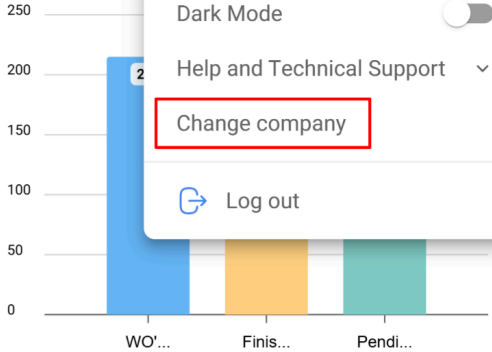 250
200
150
100
50
0
2
Dark Mode
Help and Technical Support
Change company
Log out
WO'...
Finis...
Pendi...